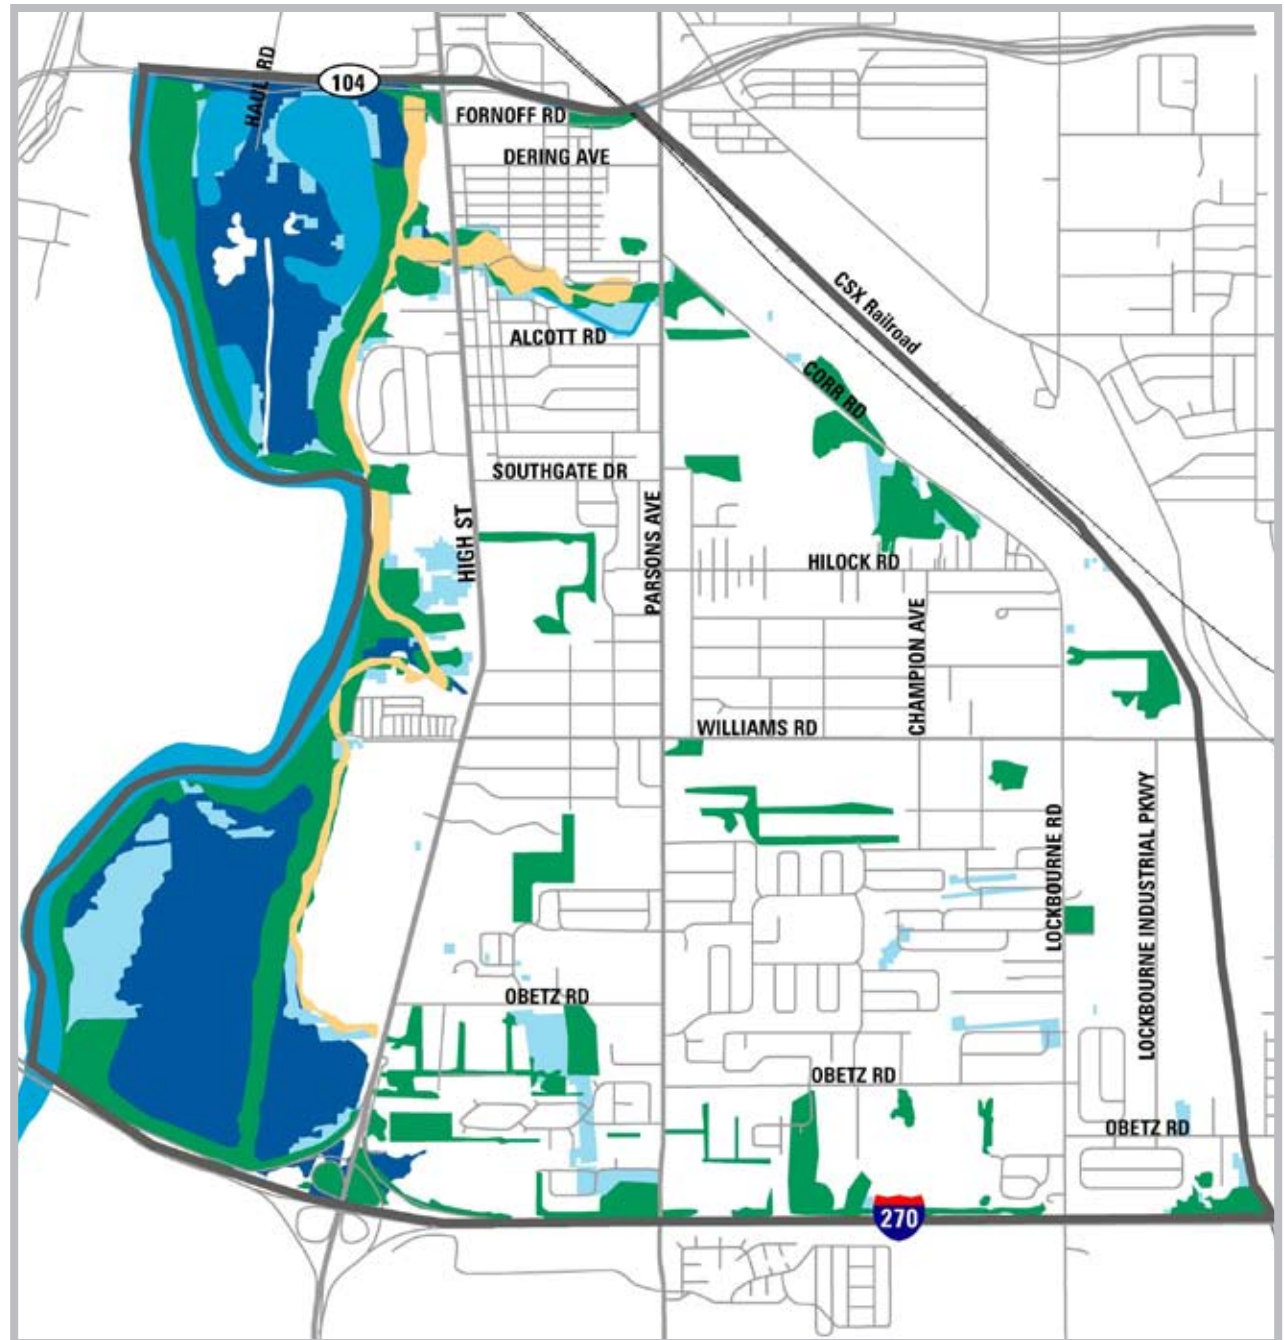 HAUL RD
104
FORNOFF RD
DERING AVE
CSX Railroad
ALCOTT RD
CORR RD
SOUTHGATE DR
HIGH ST
PARSONS AVE
HILOCK RD
CHAMPION AVE
WILLIAMS RD
LOCKBOURNE RD
LOCKBOURNE INDUSTRIAL PKWY
OBETZ RD
OBETZ RD
OBETZ RD
270